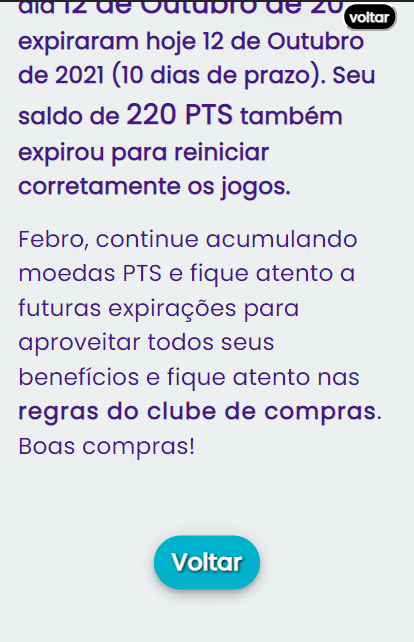 dia 12 de Outubro de 20
voltar
expiraram hoje 12 de Outubro
de 2021 (10 dias de prazo). Seu
saldo de 220 PTS também
expirou para reiniciar
corretamente os jogos.
Febro, continue acumulando
moedas PTS e fique atento a
futuras expirações para
aproveitar todos seus
benefícios e fique atento nas
regras do clube de compras.
Boas compras!
Voltar